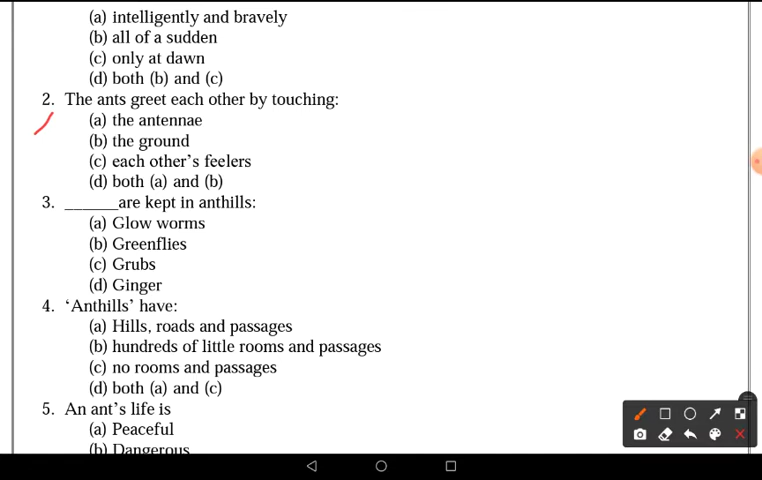 (a) intelligently and bravely
(b) all of a sudden
(c) only at dawn
(d) both (b) and (c)
2. The ants greet each other by touching:
(a) the antennae
(b) the ground
(c) each other’s feelers
(d) both (a) and (b)
3. ______are kept in anthills:
(a) Glow worms
(b) Greenflies
(c) Grubs
(d) Ginger
4. ‘Anthills’ have:
(a) Hills, roads and passages
(b) hundreds of little rooms and passages
(c) no rooms and passages
(d) both (a) and (c)
5. An ant’s life is
(a) Peaceful
(b) Dangerous